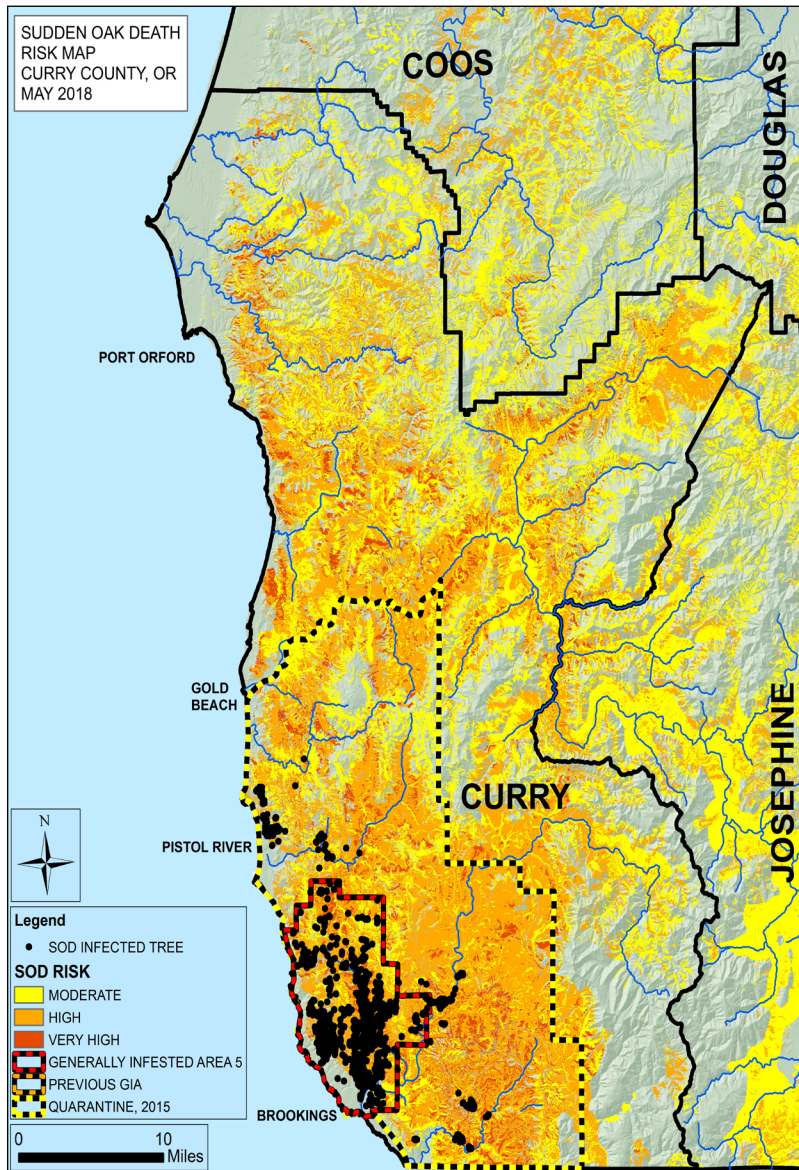 SUDDEN OAK DEATH
RISK MAP
CURRY COUNTY, OR
MAY 2018
COOS
DOUGLAS
PORT ORFORD
GOLD
BEACH
CURRY
JOSEPHINE
PISTOL RIVER
BROOKINGS
N
Legend
SOD INFECTED TREE
SOD RISK
MODERATE
HIGH
VERY HIGH
GENERALLY INFESTED AREA 5
PREVIOUS GIA
QUARANTINE, 2015
0 10
Miles